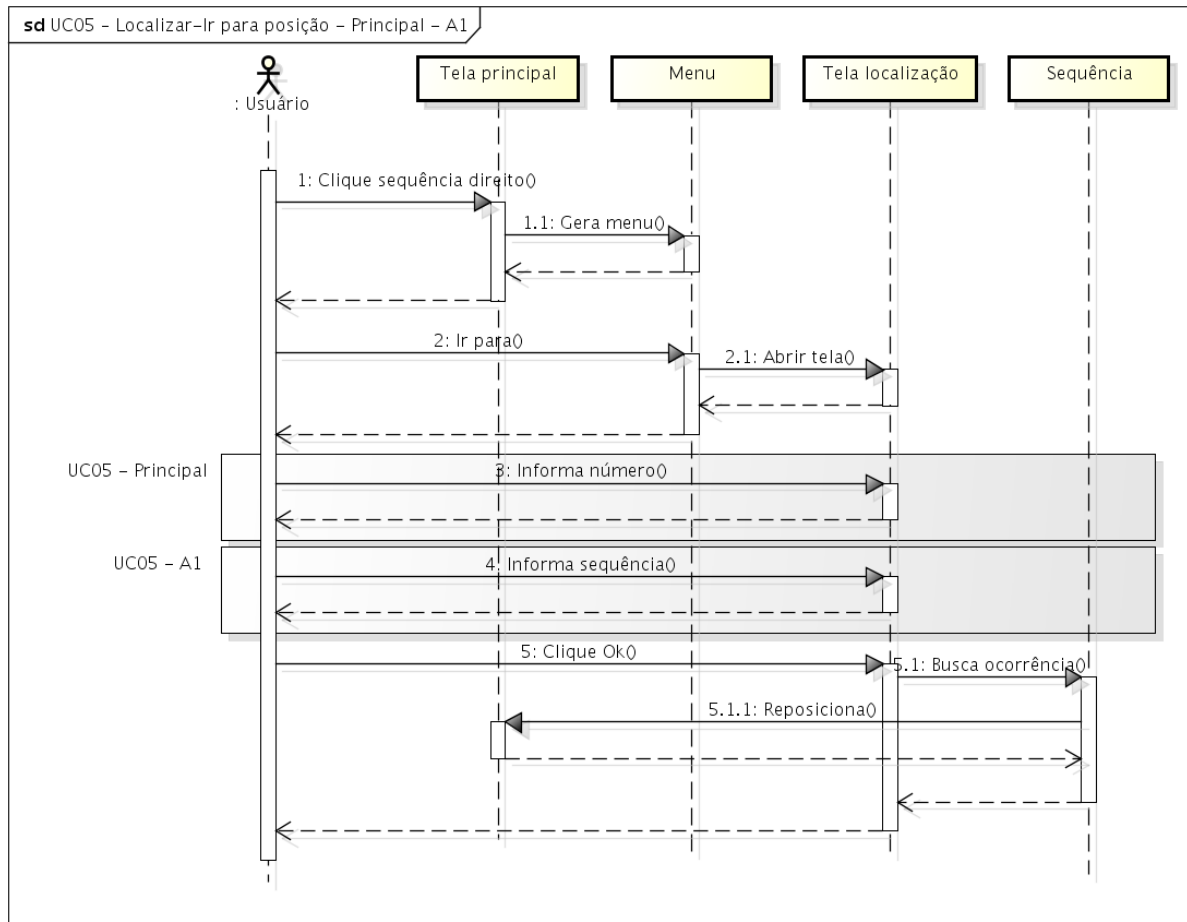 sd UC05 - Localizar-Ir para posição - Principal - A1
: Usuário
Tela principal
Menu
Tela localização
Sequência
1: Clique sequência direito()
1.1: Gera menu()
2: Ir para()
2.1: Abrir tela()
UC05 - Principal
3: Informa número()
UC05 - A1
4: Informa sequência()
5: Clique Ok()
5.1: Busca ocorrência()
5.1.1: Reposiciona()